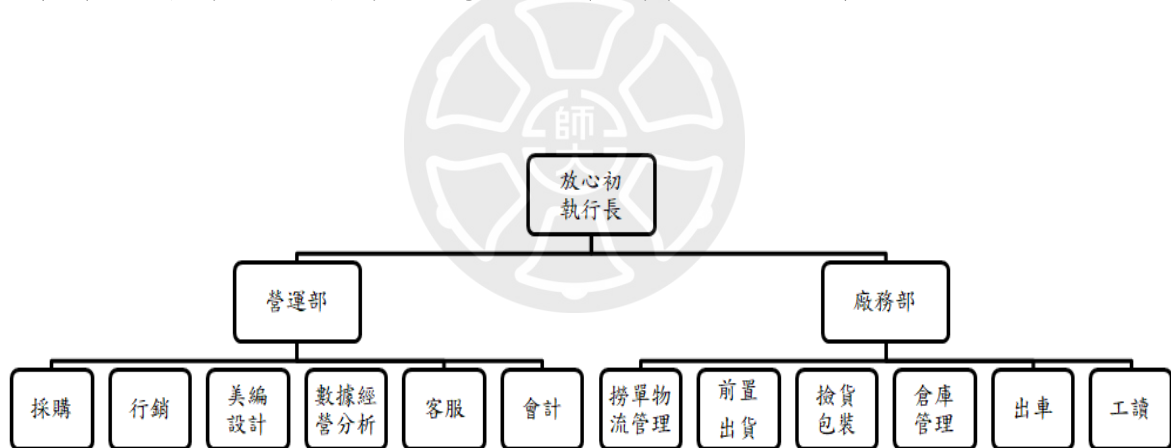 師大
放心初
執行長
營運部
廠務部
採購
行銷
美編
設計
數據經
營分析
客服
會計
撈單物
流管理
前置
出貨
撿貨
包裝
倉庫
管理
出車
工讀